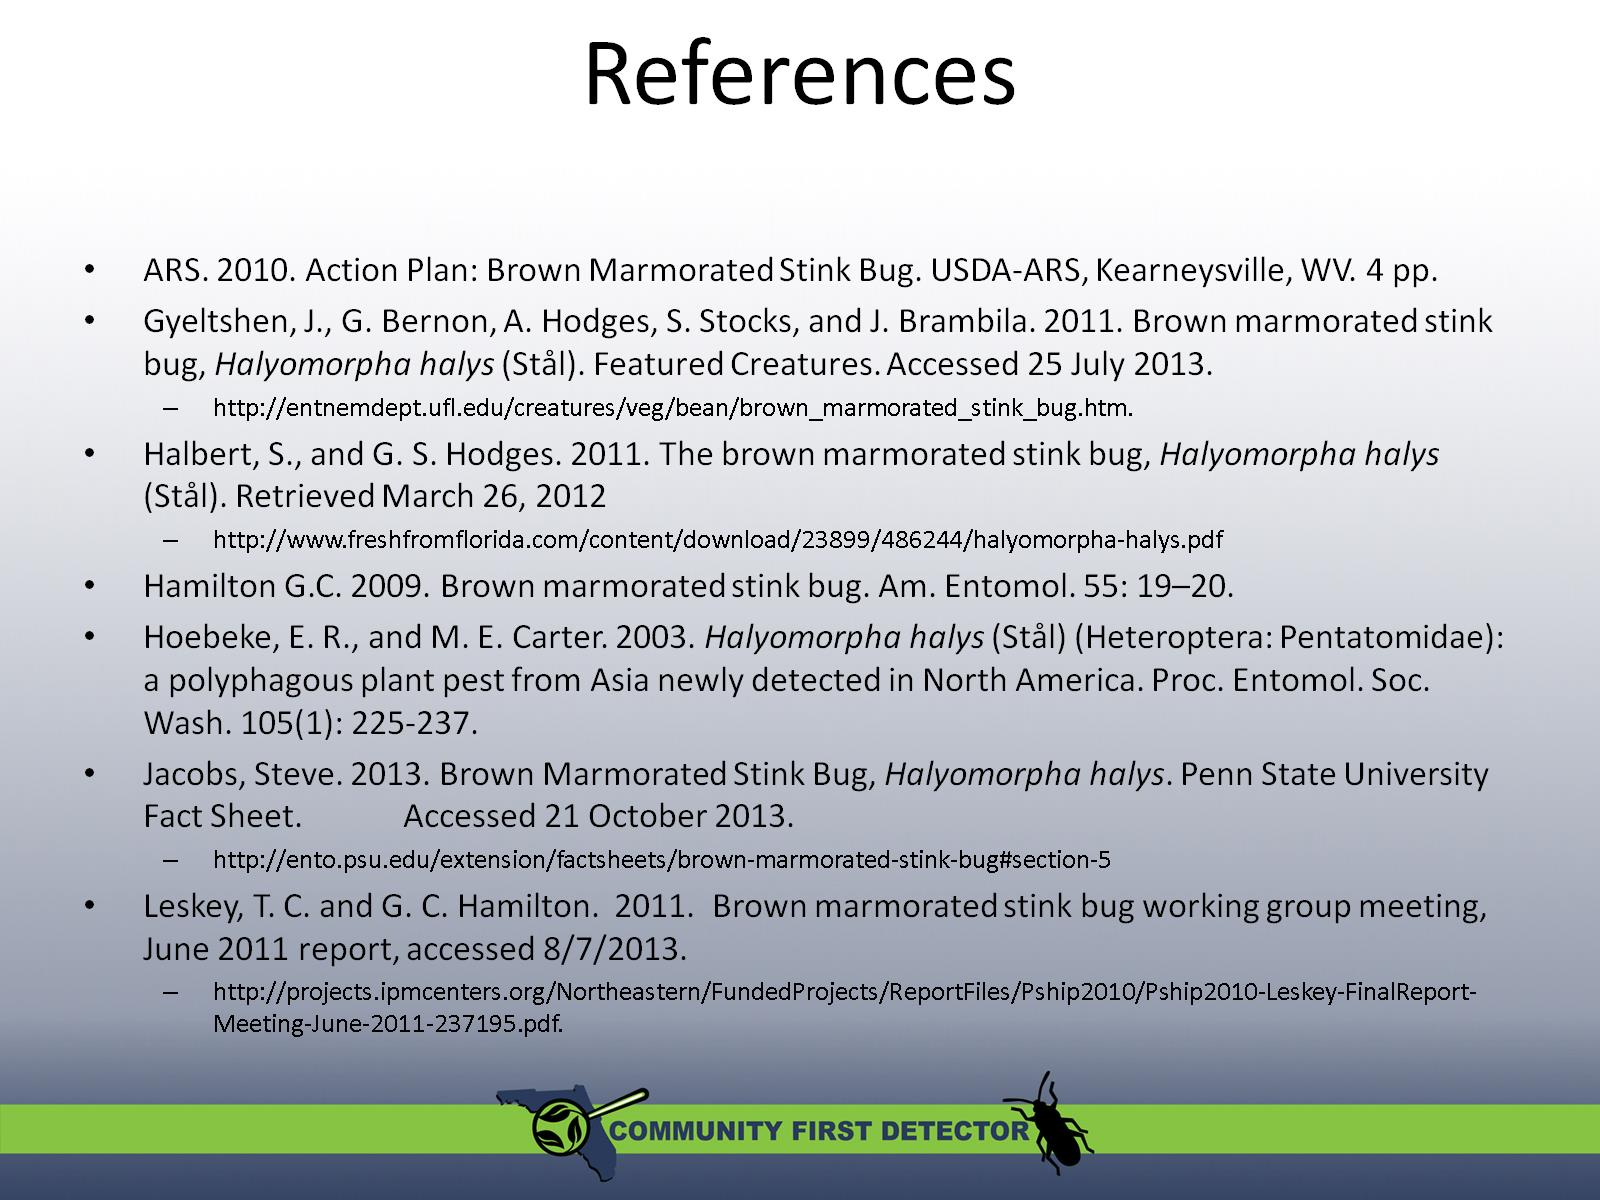 References
• ARS. 2010. Action Plan: Brown Marmorated Stink Bug. USDA-ARS, Kearneysville, WV. 4 pp.
• Gyeltshen, J., G. Bernon, A. Hodges, S. Stocks, and J. Brambila. 2011. Brown marmorated stink
bug, Halyomorpha halys (Stål). Featured Creatures. Accessed 25 July 2013.
– http://entnemdept.ufl.edu/creatures/veg/bean/brown_marmorated_stink_bug.htm.
• Halbert, S., and G. S. Hodges. 2011. The brown marmorated stink bug, Halyomorpha halys
(Stål). Retrieved March 26, 2012
– http://www.freshfromflorida.com/content/download/23899/486244/halyomorpha-halys.pdf
• Hamilton G.C. 2009. Brown marmorated stink bug. Am. Entomol. 55: 19–20.
• Hoebeke, E. R., and M. E. Carter. 2003. Halyomorpha halys (Stål) (Heteroptera: Pentatomidae):
a polyphagous plant pest from Asia newly detected in North America. Proc. Entomol. Soc.
Wash. 105(1): 225-237.
• Jacobs, Steve. 2013. Brown Marmorated Stink Bug, Halyomorpha halys. Penn State University
Fact Sheet. Accessed 21 October 2013.
– http://ento.psu.edu/extension/factsheets/brown-marmorated-stink-bug#section-5
• Leskey, T. C. and G. C. Hamilton. 2011. Brown marmorated stink bug working group meeting,
June 2011 report, accessed 8/7/2013.
– http://projects.ipmcenters.org/Northeastern/FundedProjects/ReportFiles/Pship2010/Pship2010-Leskey-FinalReport-
Meeting-June-2011-237195.pdf.
COMMUNITY FIRST DETECTOR